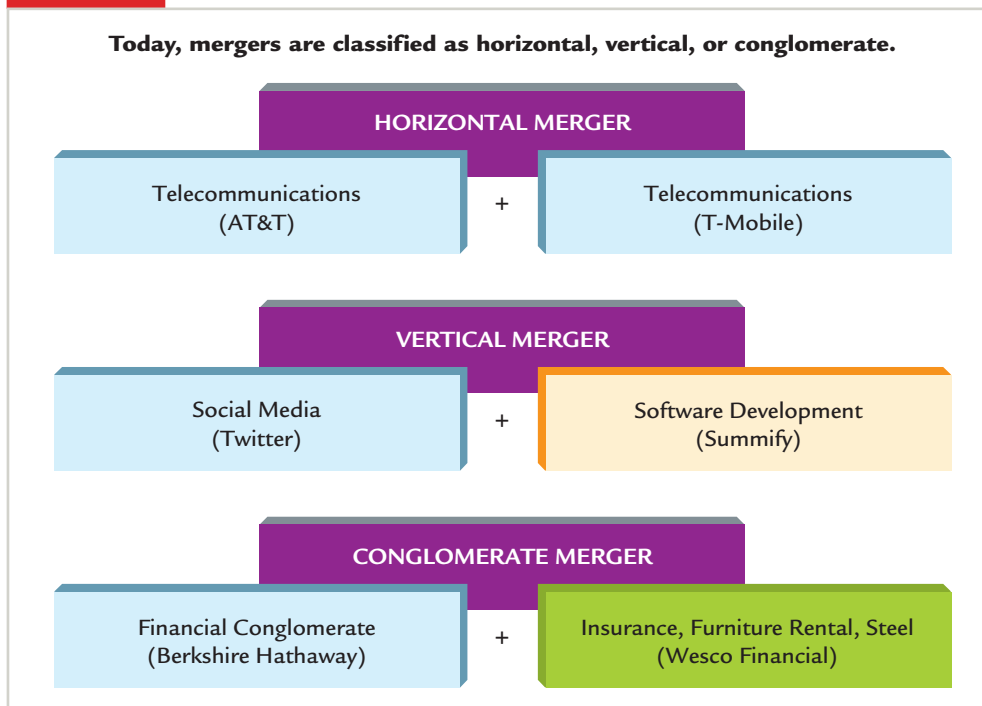 Today, mergers are classified as horizontal, vertical, or conglomerate.
HORIZONTAL MERGER
Telecommunications
(AT&T)
+
Telecommunications
(T-Mobile)
VERTICAL MERGER
Social Media
(Twitter)
+
Software Development
(Summify)
CONGLOMERATE MERGER
Financial Conglomerate
(Berkshire Hathaway)
+
Insurance, Furniture Rental, Steel
(Wesco Financial)